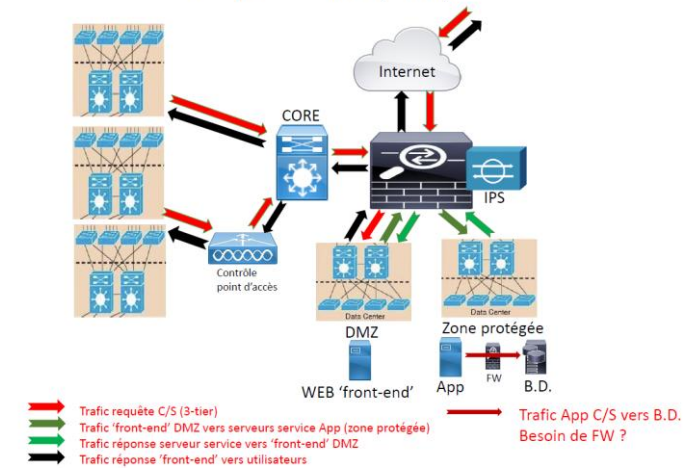 Internet
CORE
IPS
Contrôle
point d'accès
Data Center
Data Center
DMZ
Zone protégée
WEB 'front-end'
App
FW
B.D.
Trafic requête C/S (3-tier)
Trafic 'front-end' DMZ vers serveurs service App (zone protégée)
Trafic réponse serveur service vers 'front-end' DMZ
Trafic réponse 'front-end' vers utilisateurs
Trafic App C/S vers B.D.
Besoin de FW ?